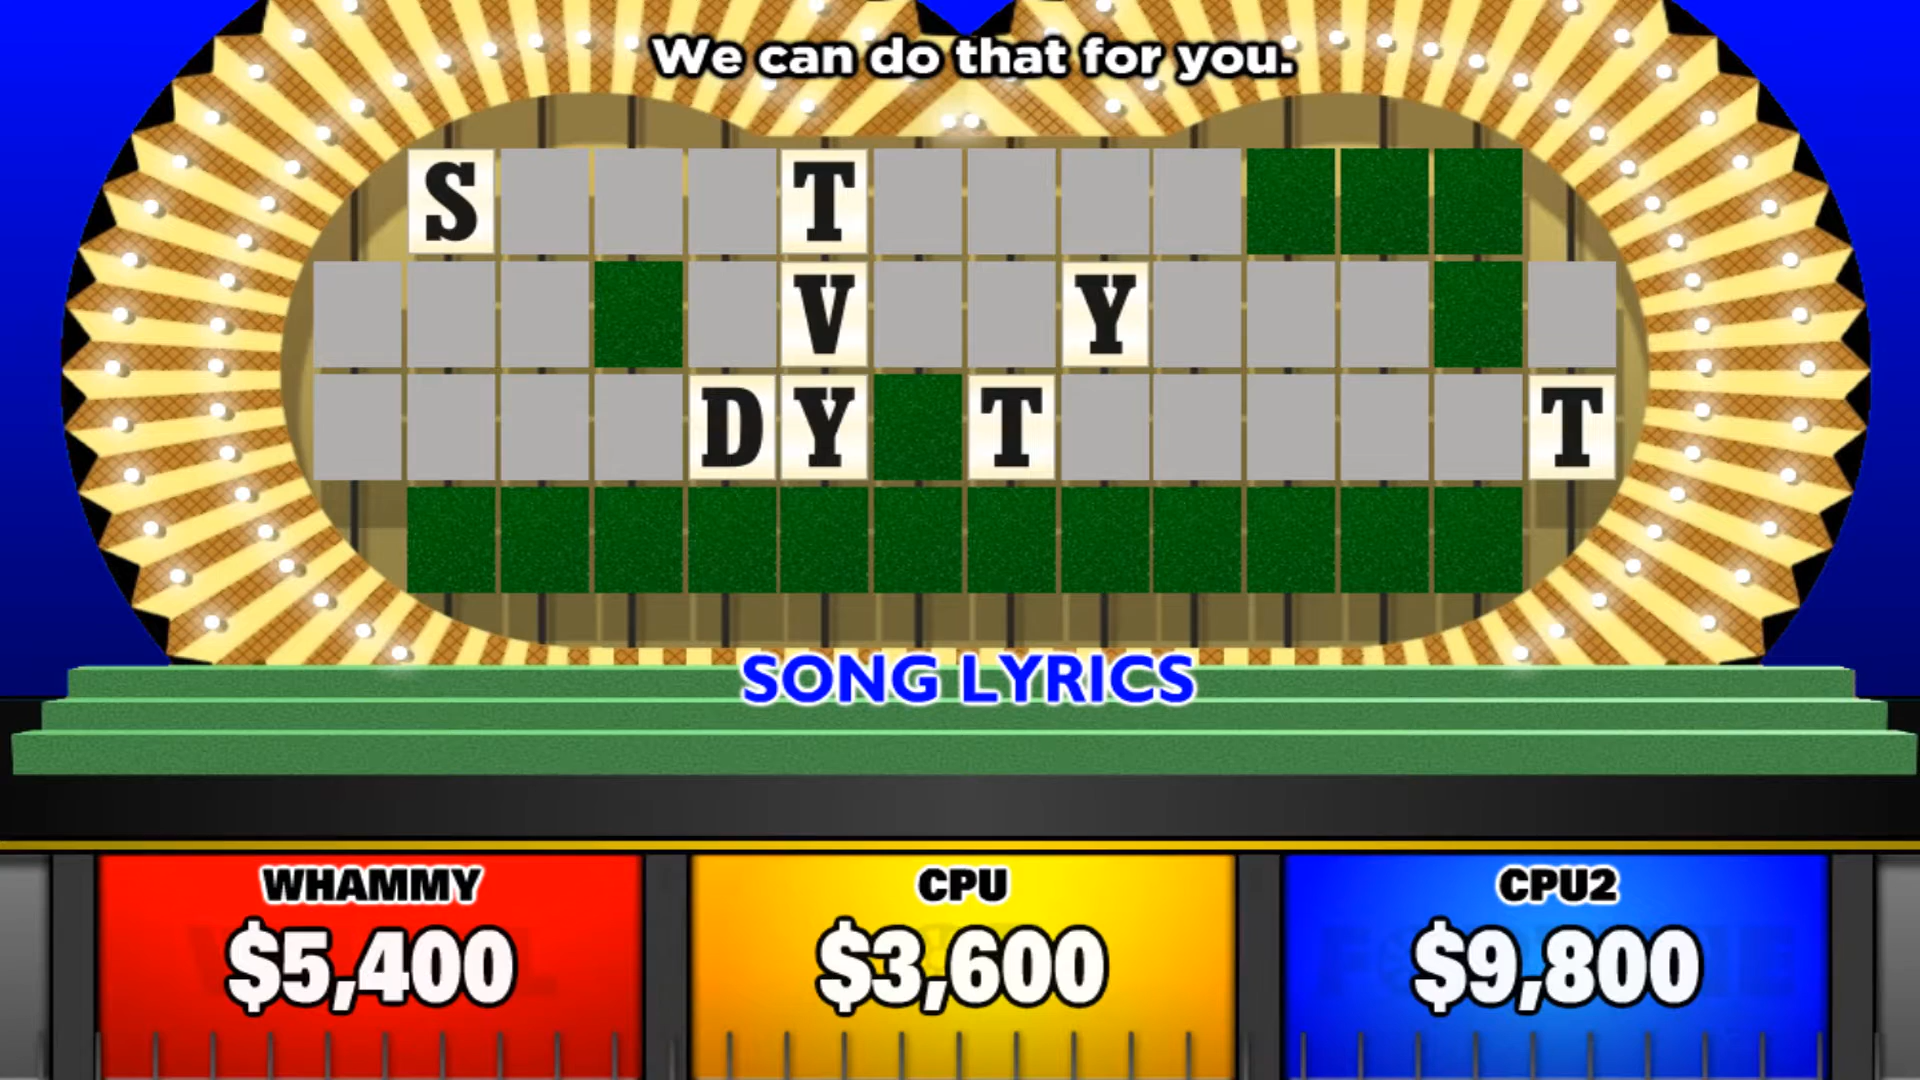 We can do that for you.
S T
V Y
DY T T
SONG LYRICS
WHAMMY CPU CPU2
$5,400 $3,600 $9,800